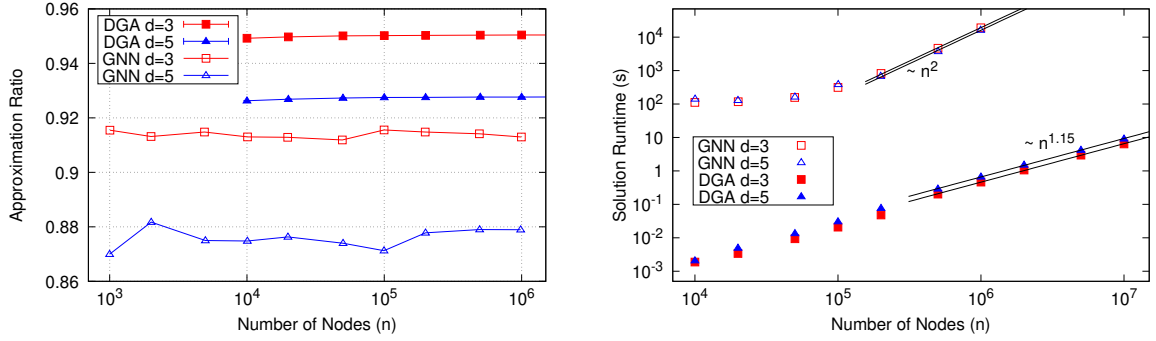 0.96
0.94
0.92
0.9
0.88
0.86
Approximation Ratio
DGA d=3
DGA d=5
GNN d=3
GNN d=5
10^3
10^4
10^5
10^6
Number of Nodes (n)
10^4
10^3
10^2
10
1
10^-1
10^-2
10^-3
Solution Runtime (s)
~ n^2
~ n^1.15
GNN d=3
GNN d=5
DGA d=3
DGA d=5
10^4
10^5
10^6
10^7
Number of Nodes (n)